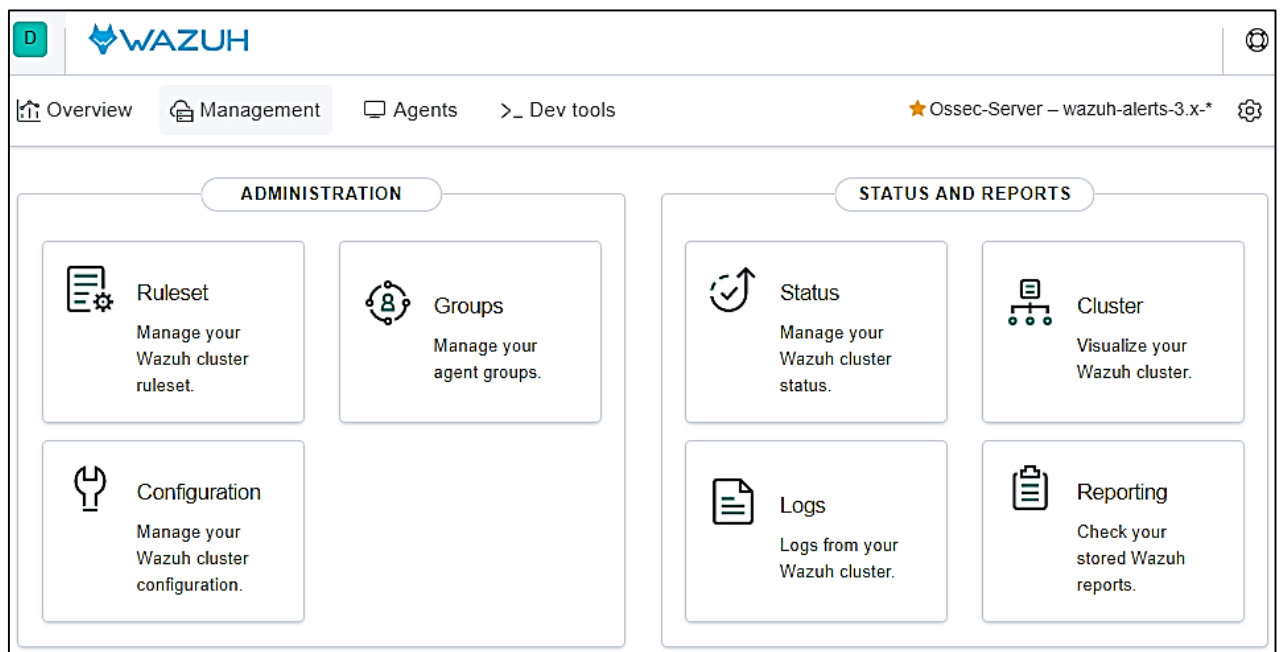 D
WAZUH
Overview
Management
Agents
>_ Dev tools
Ossec-Server – wazuh-alerts-3.x-*
ADMINISTRATION
Ruleset
Manage your
Wazuh cluster
ruleset.
Groups
Manage your
agent groups.
Configuration
Manage your
Wazuh cluster
configuration.
STATUS AND REPORTS
Status
Manage your
Wazuh cluster
status.
Cluster
Visualize your
Wazuh cluster.
Logs
Logs from your
Wazuh cluster.
Reporting
Check your
stored Wazuh
reports.